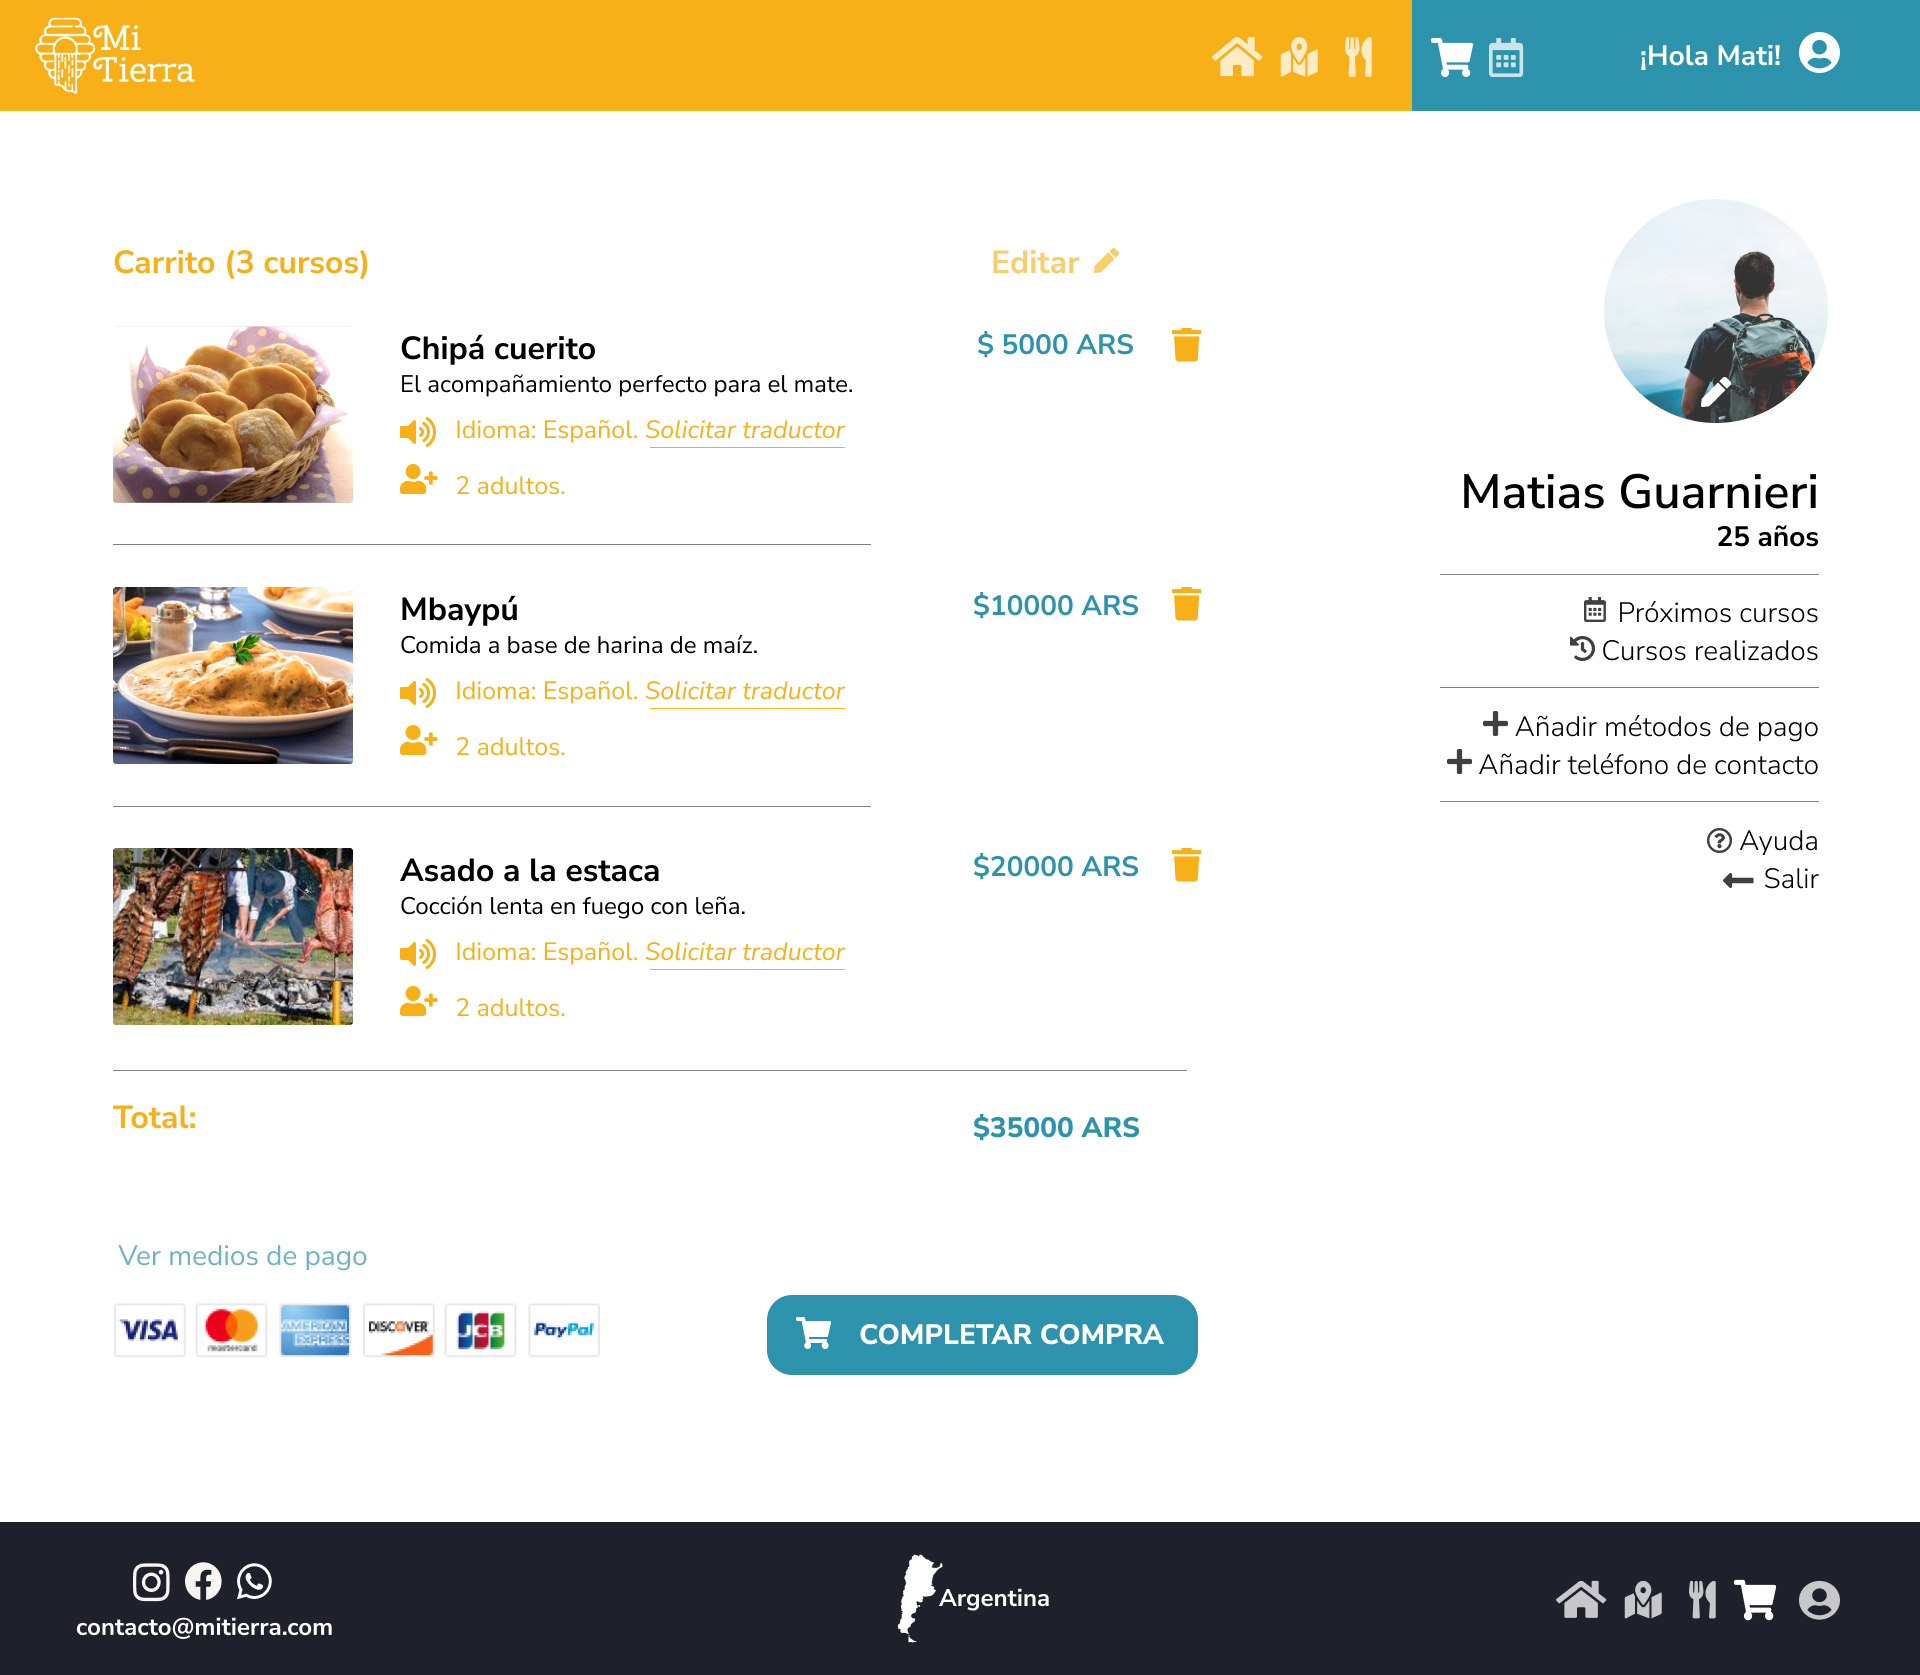 Mi
Tierra
¡Hola Mati!
Carrito (3 cursos)
Editar
Chipá cuerito
$ 5000 ARS
El acompañamiento perfecto para el mate.
Idioma: Español. Solicitar traductor
2 adultos.
Mbaypú
$10000 ARS
Comida a base de harina de maíz.
Idioma: Español. Solicitar traductor
2 adultos.
Asado a la estaca
$20000 ARS
Cocción lenta en fuego con leña.
Idioma: Español. Solicitar traductor
2 adultos.
Total:
$35000 ARS
Matias Guarnieri
25 años
Próximos cursos
Cursos realizados
Añadir métodos de pago
Añadir teléfono de contacto
Ayuda
Salir
Ver medios de pago
VISA
mastercard
AMERICAN
EXPRESS
DISCOVER
JCB
PayPal
COMPLETAR COMPRA
contacto@mitierra.com
Argentina